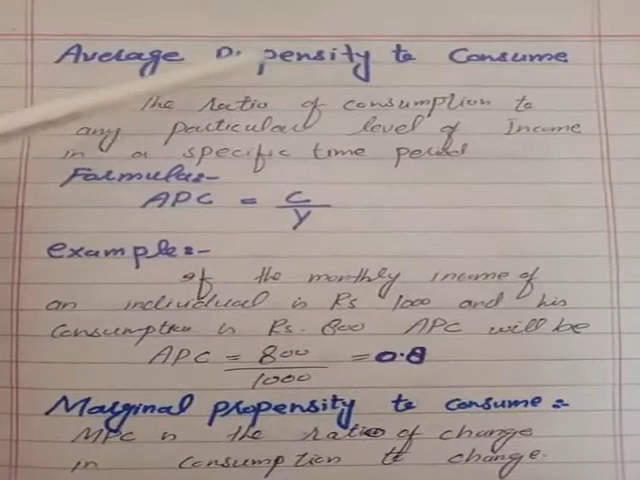 Average Propensity to Consume
The ratio of consumption to
any particular level of Income
in a specific time period
Formula:-
APC = C
Y
examples:-
If the monthly income of
an individual is Rs 1000 and his
Consumption is Rs. 800 APC will be
APC = 800 = 0.8
1000
Marginal propensity to consume:-
MPC is the ratio of change
in consumption to change.